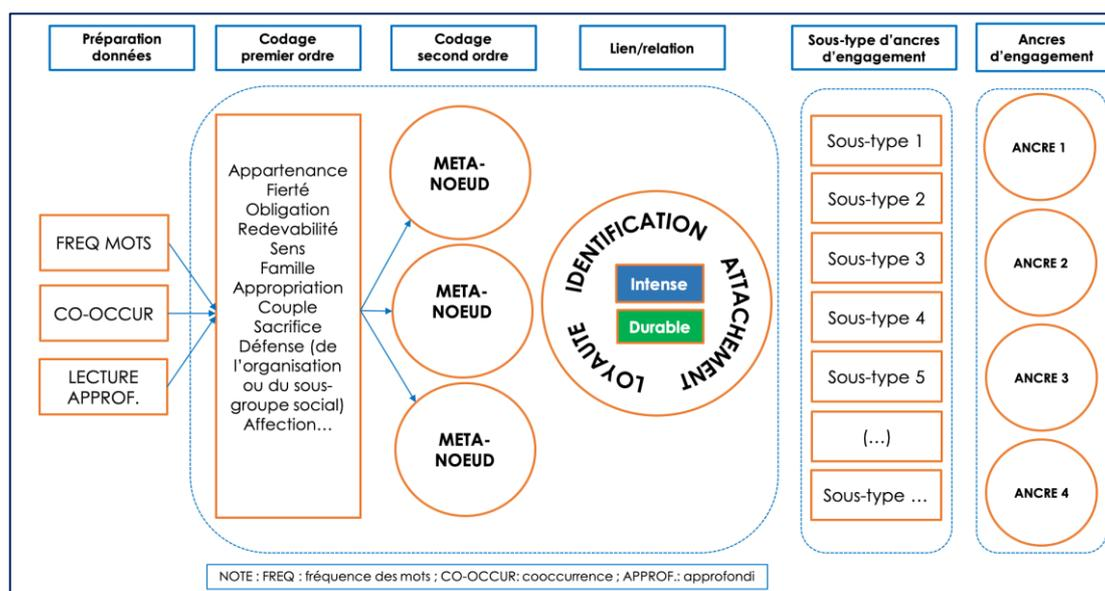 Préparation
données
Codage
premier ordre
Codage
second ordre
Lien/relation
Sous-type d'ancres
d'engagement
Ancres
d'engagement
FREQ MOTS
CO-OCCUR
LECTURE
APPROF.
Appartenance
Fierté
Obligation
Redevabilité
Sens
Famille
Appropriation
Couple
Sacrifice
Défense (de
l'organisation
ou du sous-
groupe social)
Affection…
META-
NOEUD
META-
NOEUD
META-
NOEUD
IDENTIFICATION
ATTACHEMENT
LOYAUTE
Intense
Durable
Sous-type 1
Sous-type 2
Sous-type 3
Sous-type 4
Sous-type 5
(…)
Sous-type …
ANCRE 1
ANCRE 2
ANCRE 3
ANCRE 4
NOTE : FREQ : fréquence des mots ; CO-OCCUR: cooccurrence ; APPROF.: approfondi